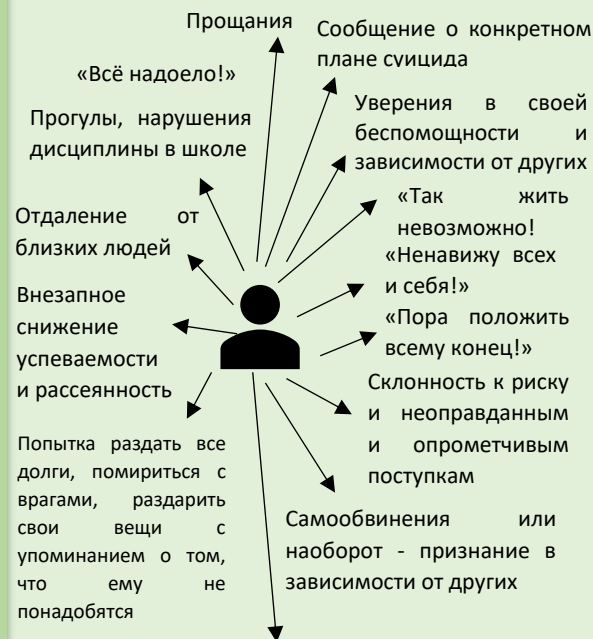 Прощания
Сообщение о конкретном
плане суицида
«Всё надоело!»
Уверения в своей
беспомощности и
зависимости от других
Прогулы, нарушения
дисциплины в школе
«Так жить
невозможно!
Отдаление от
близких людей
«Ненавижу всех
и себя!»
Внезапное
снижение
успеваемости
и рассеянность
«Пора положить
всему конец!»
Склонность к риску
и неоправданным
и опрометчивым
поступкам
Попытка раздать все
долги, помириться с
врагами, раздарить
свои вещи с
упоминанием о том,
что ему не
понадобятся
Самообвинения или
наоборот - признание в
зависимости от других